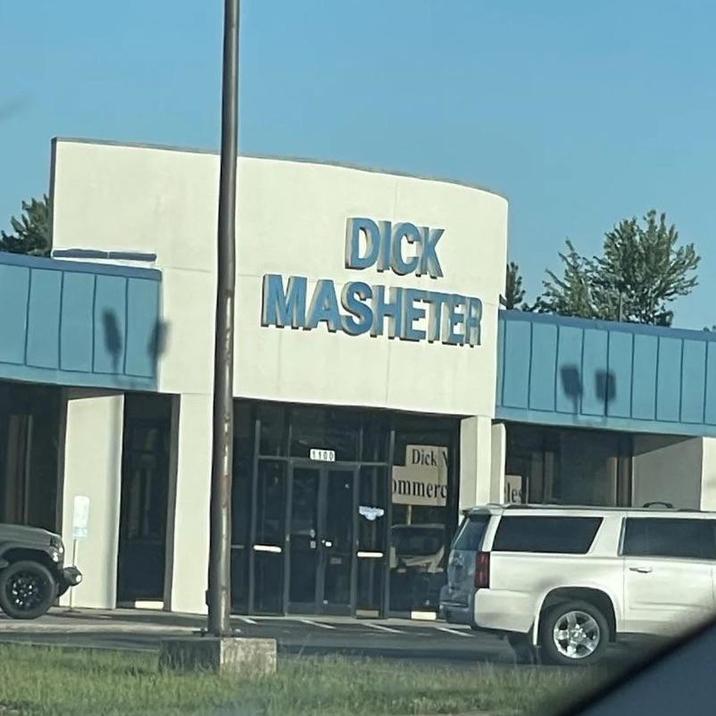 DICK
MASHETER
1100
Dick
ommerc
les